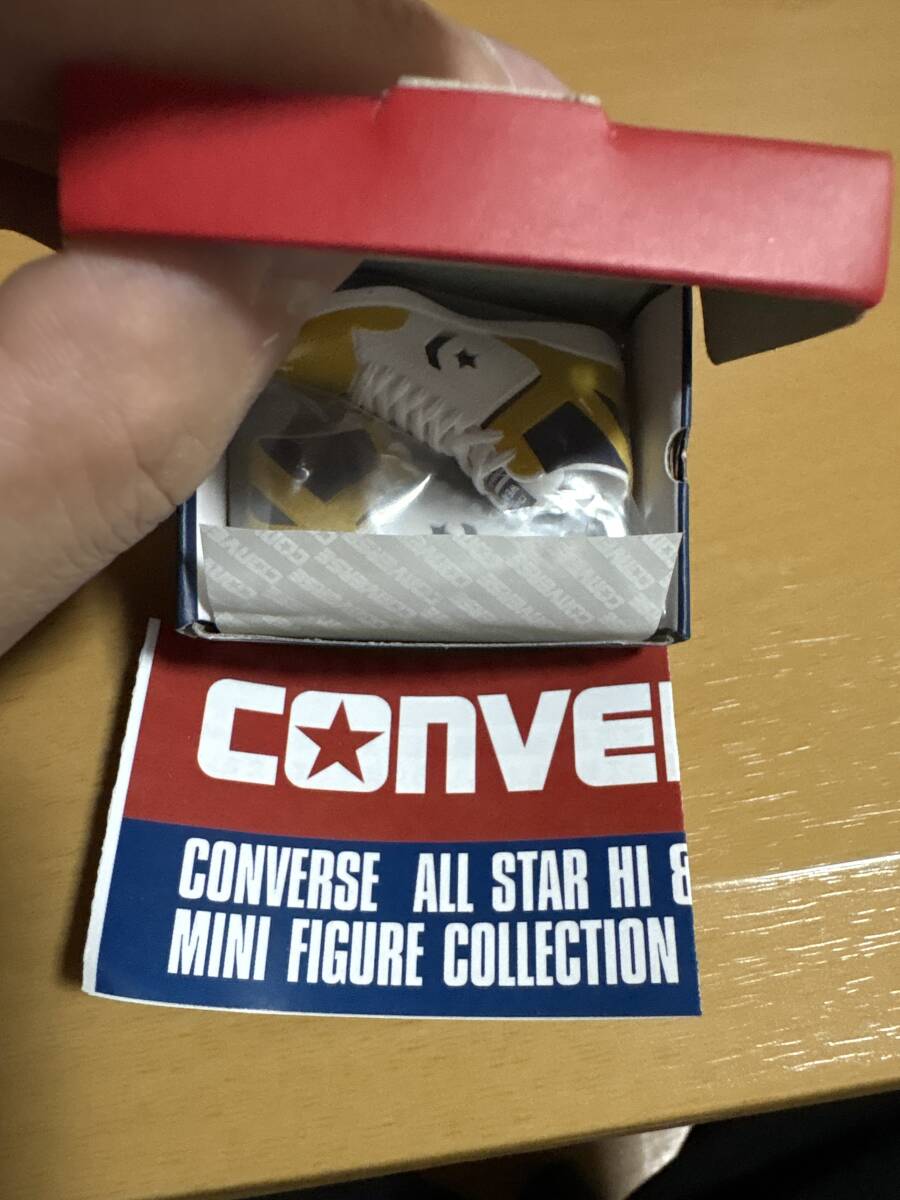 CONVE
CONVERSE ALL STAR HI &
MINI FIGURE COLLECTION